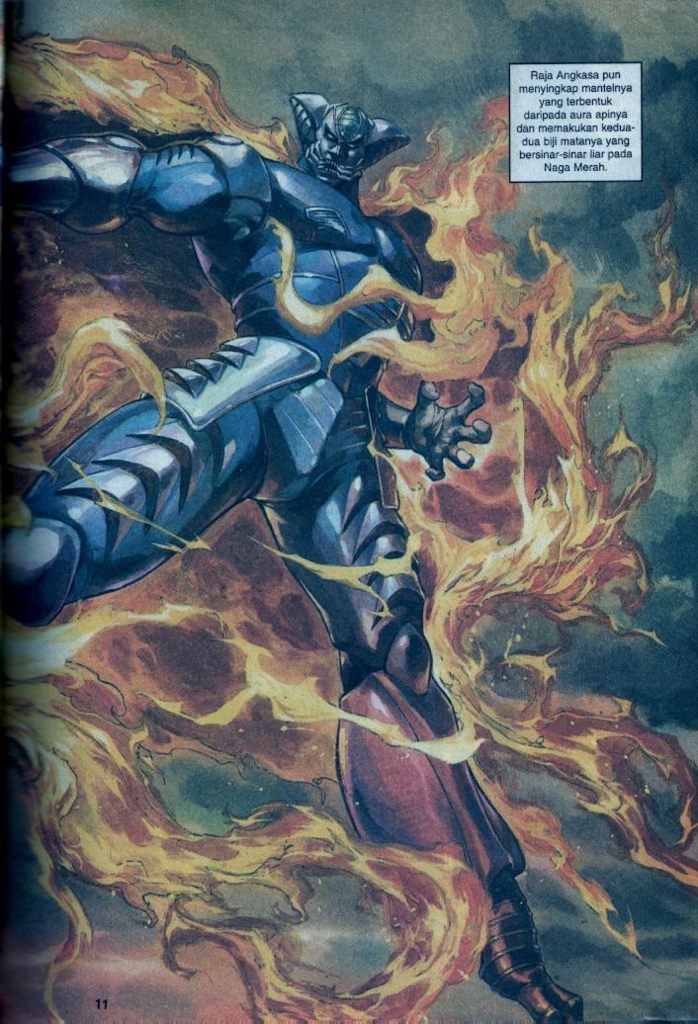 Raja Angkasa pun
menyingkap mantelnya
yang terbentuk
daripada aura apinya
dan memakukan kedua-
dua biji matanya yang
bersinar-sinar liar pada
Naga Merah.
11